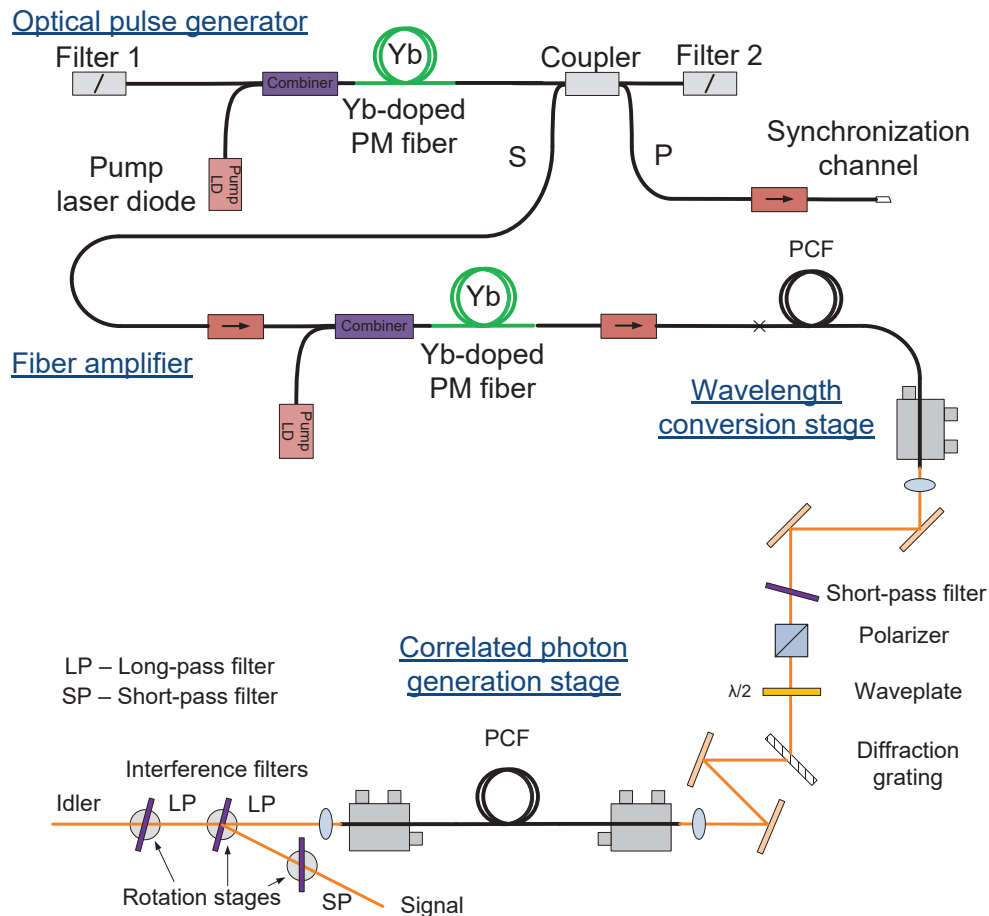 Optical pulse generator
Filter 1
Yb
Coupler
Filter 2
Combiner
Yb-doped
PM fiber
Pump
laser diode
Pump
LD
S
P
Synchronization
channel
PCF
Yb
Combiner
Fiber amplifier
Yb-doped
PM fiber
Pump
LD
Wavelength
conversion stage
Short-pass filter
Polarizer
λ/2
Waveplate
Diffraction
grating
Correlated photon
generation stage
LP – Long-pass filter
SP – Short-pass filter
PCF
Interference filters
Idler
LP
LP
Rotation stages
SP
Signal